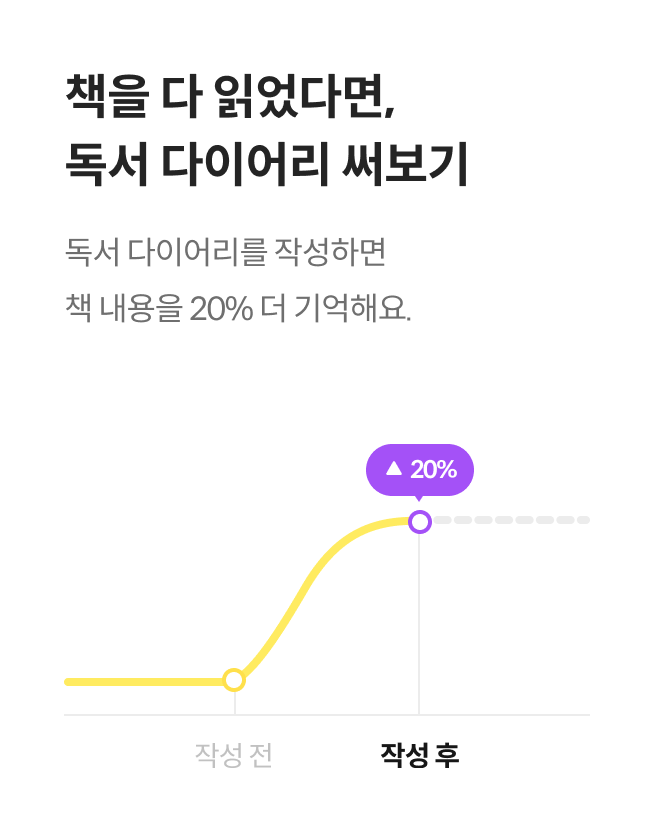 책을 다 읽었다면,
독서 다이어리 써보기
독서 다이어리를 작성하면
책 내용을 20% 더 기억해요.
▲ 20%
작성 전
작성 후